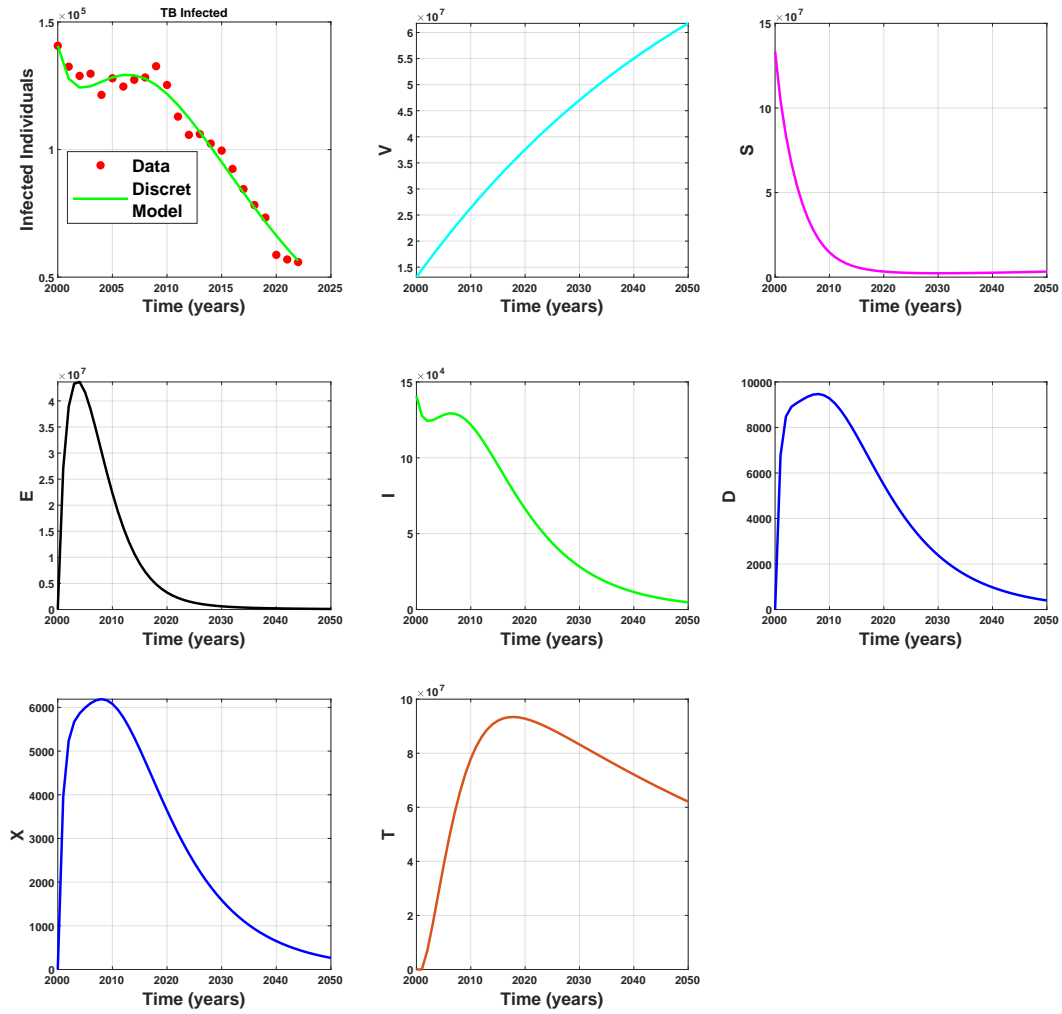 TB Infected
×10^5
1.5
1
0.5
Infected Individuals
Data
Discret
Model
2000 2005 2010 2015 2020 2025
Time (years)
×10^7
6
5.5
5
4.5
4
3.5
3
2.5
2
1.5
V
2000 2010 2020 2030 2040 2050
Time (years)
×10^7
15
10
5
0
S
2000 2010 2020 2030 2040 2050
Time (years)
×10^7
4
3.5
3
2.5
2
1.5
1
0.5
0
E
2000 2010 2020 2030 2040 2050
Time (years)
×10^4
15
10
5
0
I
2000 2010 2020 2030 2040 2050
Time (years)
10000
8000
6000
4000
2000
0
D
2000 2010 2020 2030 2040 2050
Time (years)
6000
5000
4000
3000
2000
1000
0
X
2000 2010 2020 2030 2040 2050
Time (years)
×10^7
10
8
6
4
2
0
T
2000 2010 2020 2030 2040 2050
Time (years)